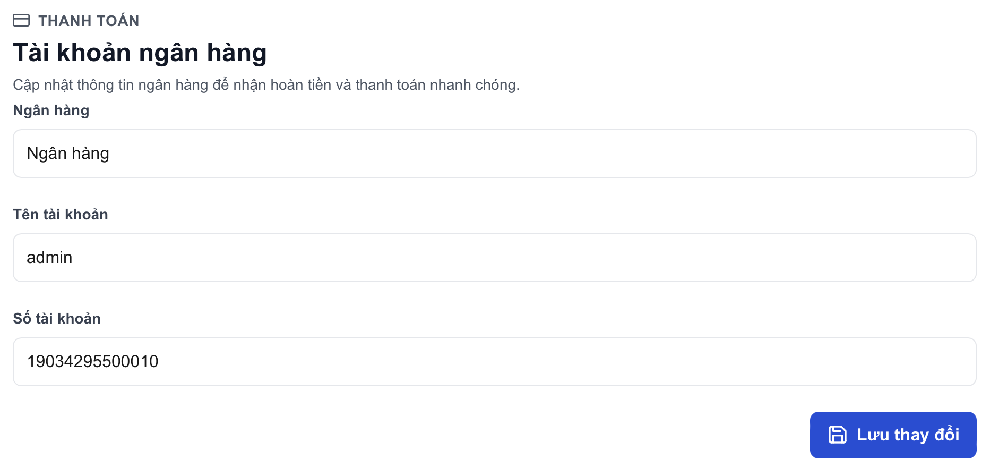 THANH TOÁN
Tài khoản ngân hàng
Cập nhật thông tin ngân hàng để nhận hoàn tiền và thanh toán nhanh chóng.
Ngân hàng
Ngân hàng
Tên tài khoản
admin
Số tài khoản
19034295500010
Lưu thay đổi